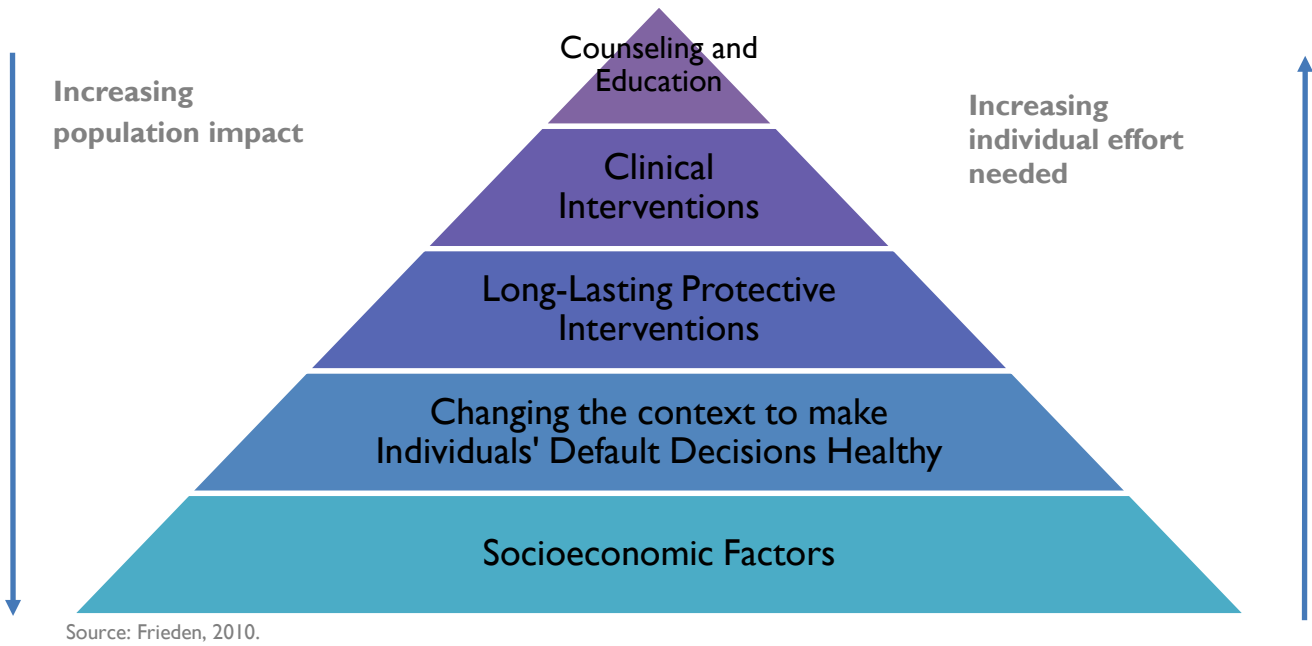 Counseling and
Education
Increasing
population impact
Increasing
individual effort
needed
Clinical
Interventions
Long-Lasting Protective
Interventions
Changing the context to make
Individuals' Default Decisions Healthy
Socioeconomic Factors
Source: Frieden, 2010.